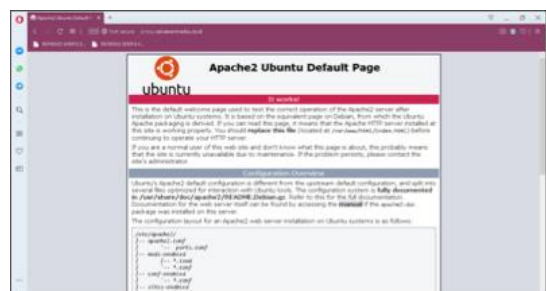 Apache2 Ubuntu Default Page
ubuntu
It works!
This is the default welcome page used to test the correct operation of the Apache2 server after
installation on Ubuntu systems. It is based on the equivalent page on Debian, from which the Ubuntu
Apache packaging is derived. If you can read this page, it means that the Apache HTTP server installed at
this site is working properly. You should replace this file (located at /var/www/html/index.html) before
continuing to operate your HTTP server.
If you are a normal user of this web site and don't know what this page is about, this probably means
that the site is currently unavailable due to maintenance. If the problem persists, please contact the
site's administrator.
Configuration Overview
Ubuntu's Apache2 default configuration is different from the upstream default configuration, and split into
several files optimized for interaction with Ubuntu tools. The configuration system is fully documented
in /usr/share/doc/apache2/README.Debian.gz. Refer to this for the full documentation.
Documentation for the web server itself can be found by accessing the manual if the apache2-doc
package was installed on this server.
The configuration layout for an Apache2 web server installation on Ubuntu systems is as follows:
/etc/apache2/
|-- apache2.conf
|   `-- ports.conf
|-- mods-enabled
|   |-- *.load
|   `-- *.conf
|-- conf-enabled
|   `-- *.conf
|-- sites-enabled